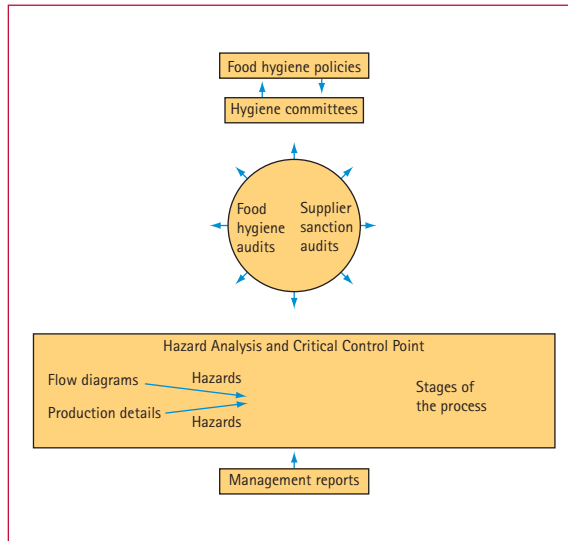 Food hygiene policies
Hygiene committees
Food
hygiene
audits
Supplier
sanction
audits
Hazard Analysis and Critical Control Point
Flow diagrams
Hazards
Production details
Hazards
Stages of
the process
Management reports